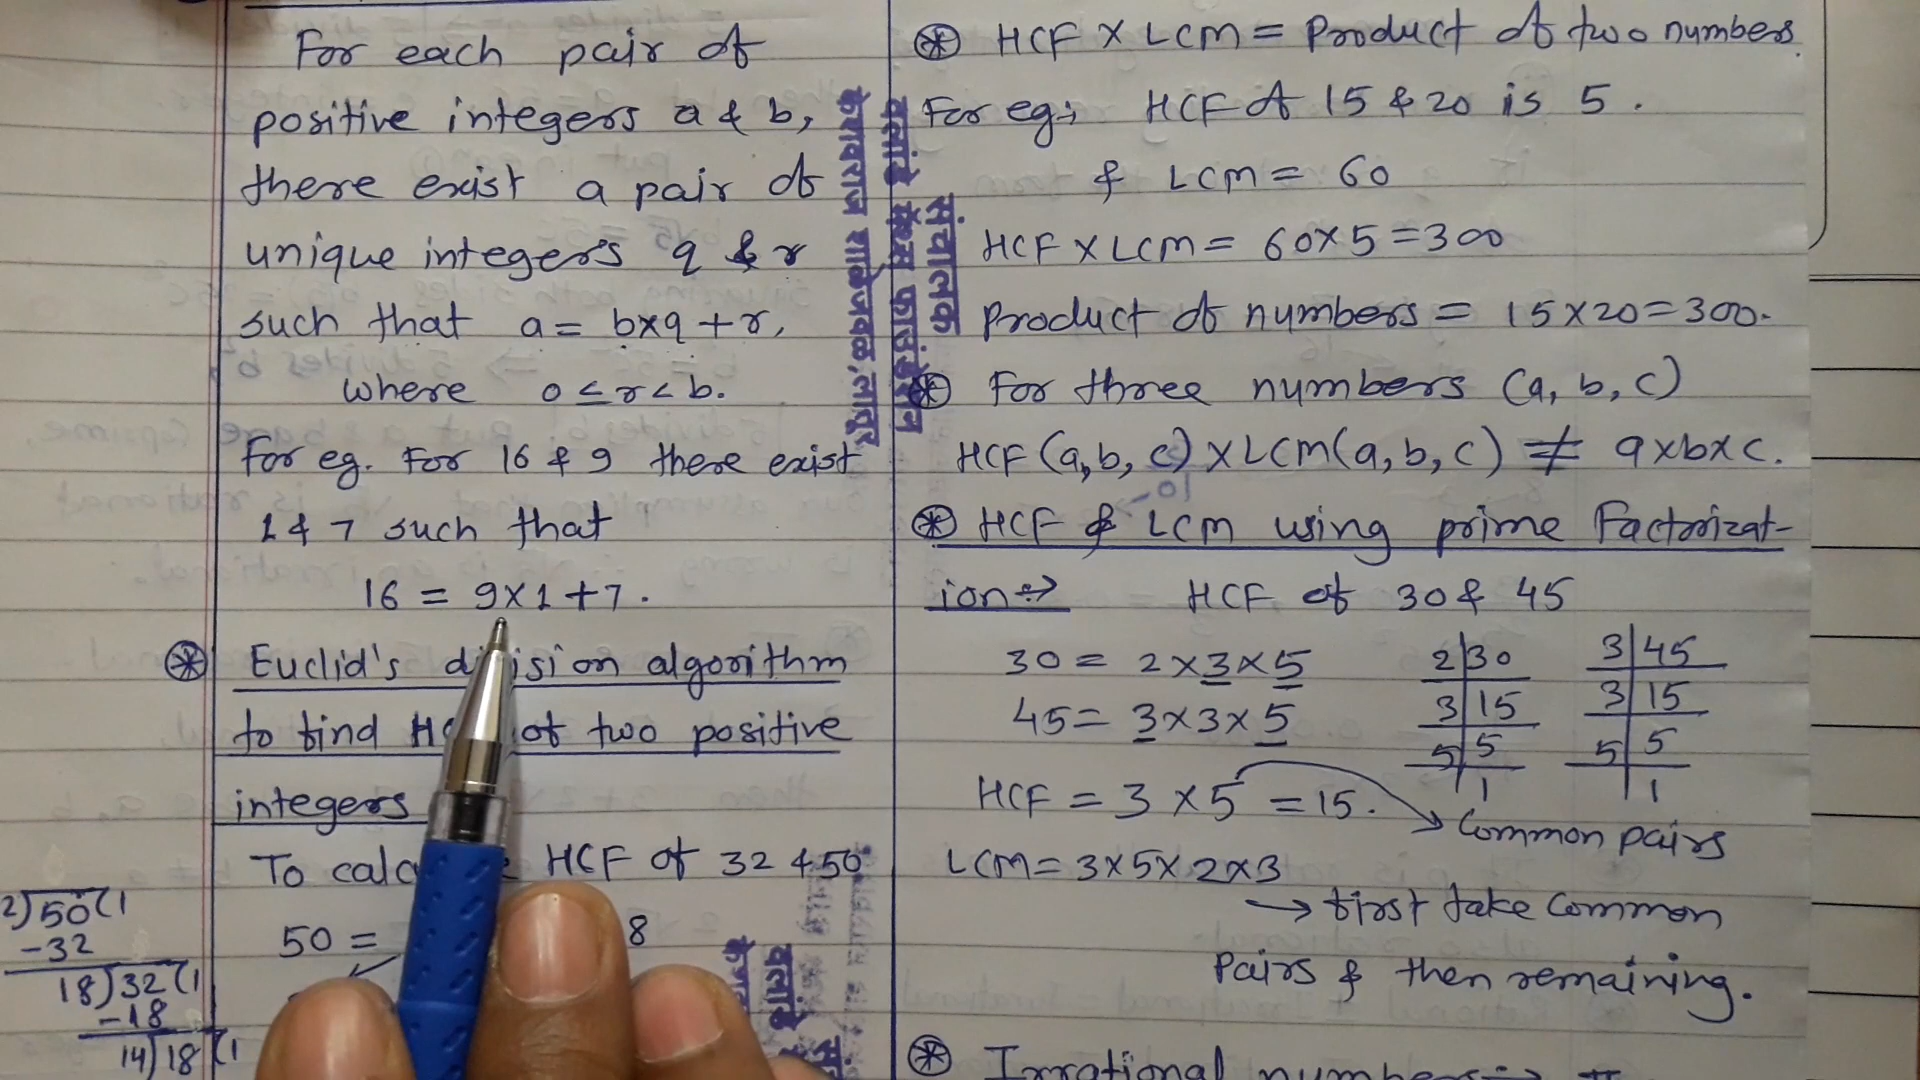 For each pair of
positive integers a & b,
there exist a pair of
unique integers q & r
such that a = b×q + r,
where 0 ≤ r < b.
For eg. For 16 & 9 there exist
1 & 7 such that
16 = 9×1+7.
Euclid's division algorithm
to find of two positive
integers
To HCF of 32 & 50
50 = 8
2)50(1
-32
18)32(1
-18
14)18(1
HCF × LCM = Product of two numbers.
For eg: HCF of 15 & 20 is 5.
& LCM = 60
HCF × LCM = 60×5=300
Product of numbers = 15×20=300.
For three numbers (a, b, c)
HCF (a, b, c) × LCM(a, b, c) ≠ a×b×c.
HCF & LCM using prime Factorizat-
ion⇒ HCF of 30 & 45
30 = 2×3×5
45 = 3×3×5
2|30
3|15
5|5
1
3|45
3|15
5|5
1
HCF = 3 × 5 = 15.
Common pairs
LCM = 3×5×2×3
→ first take Common
Pairs & then remaining.
Irrational
संचालक